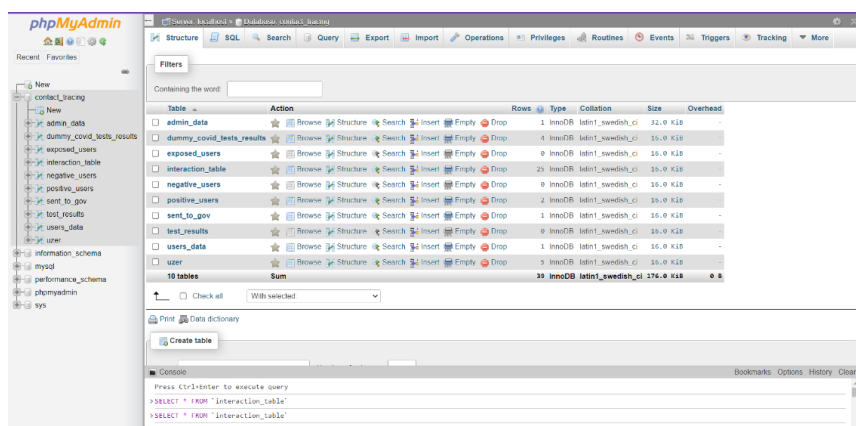 phpMyAdmin
Recent Favorites
New
contact_tracing
New
admin_data
dummy_covid_tests_results
exposed_users
interaction_table
negative_users
positive_users
sent_to_gov
test_results
users_data
uzer
information_schema
mysql
performance_schema
phpmyadmin
sys
Server: localhost » Database: contact_tracing
Structure SQL Search Query Export Import Operations Privileges Routines Events Triggers Tracking More
Filters
Containing the word:
Table Action Rows Type Collation Size Overhead
admin_data Browse Structure Search Insert Empty Drop 1 InnoDB latin1_swedish_ci 32.0 KiB -
dummy_covid_tests_results Browse Structure Search Insert Empty Drop 4 InnoDB latin1_swedish_ci 16.0 KiB -
exposed_users Browse Structure Search Insert Empty Drop 0 InnoDB latin1_swedish_ci 16.0 KiB -
interaction_table Browse Structure Search Insert Empty Drop 25 InnoDB latin1_swedish_ci 16.0 KiB -
negative_users Browse Structure Search Insert Empty Drop 0 InnoDB latin1_swedish_ci 16.0 KiB -
positive_users Browse Structure Search Insert Empty Drop 2 InnoDB latin1_swedish_ci 16.0 KiB -
sent_to_gov Browse Structure Search Insert Empty Drop 1 InnoDB latin1_swedish_ci 16.0 KiB -
test_results Browse Structure Search Insert Empty Drop 0 InnoDB latin1_swedish_ci 16.0 KiB -
users_data Browse Structure Search Insert Empty Drop 1 InnoDB latin1_swedish_ci 16.0 KiB -
uzer Browse Structure Search Insert Empty Drop 5 InnoDB latin1_swedish_ci 16.0 KiB -
10 tables Sum 39 InnoDB latin1_swedish_ci 176.0 KiB 0 B
Check all With selected:
Print Data dictionary
Create table
Console Bookmarks Options History Clear
Press Ctrl+Enter to execute query
>SELECT * FROM `interaction_table`
>SELECT * FROM `interaction_table`